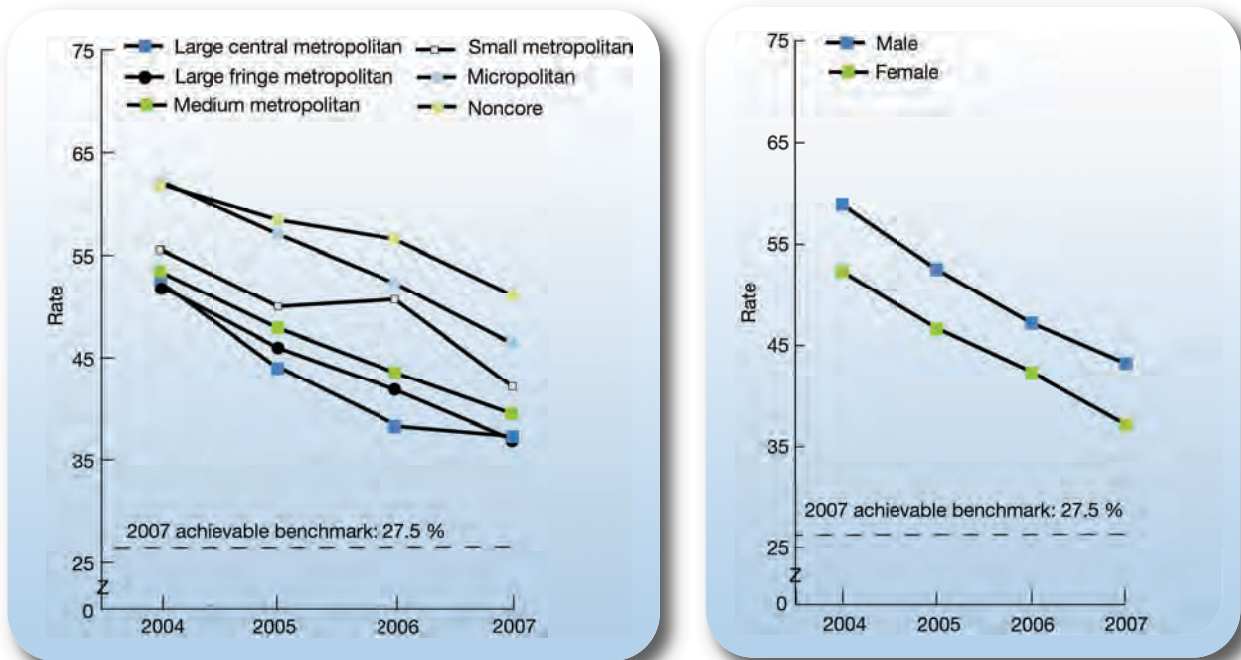 75
Large central metropolitan
Large fringe metropolitan
Medium metropolitan
Small metropolitan
Micropolitan
Noncore
65
55
Rate
45
35
2007 achievable benchmark: 27.5 %
25
Z
0
2004 2005 2006 2007
75
Male
Female
65
55
Rate
45
35
2007 achievable benchmark: 27.5 %
25
Z
0
2004 2005 2006 2007